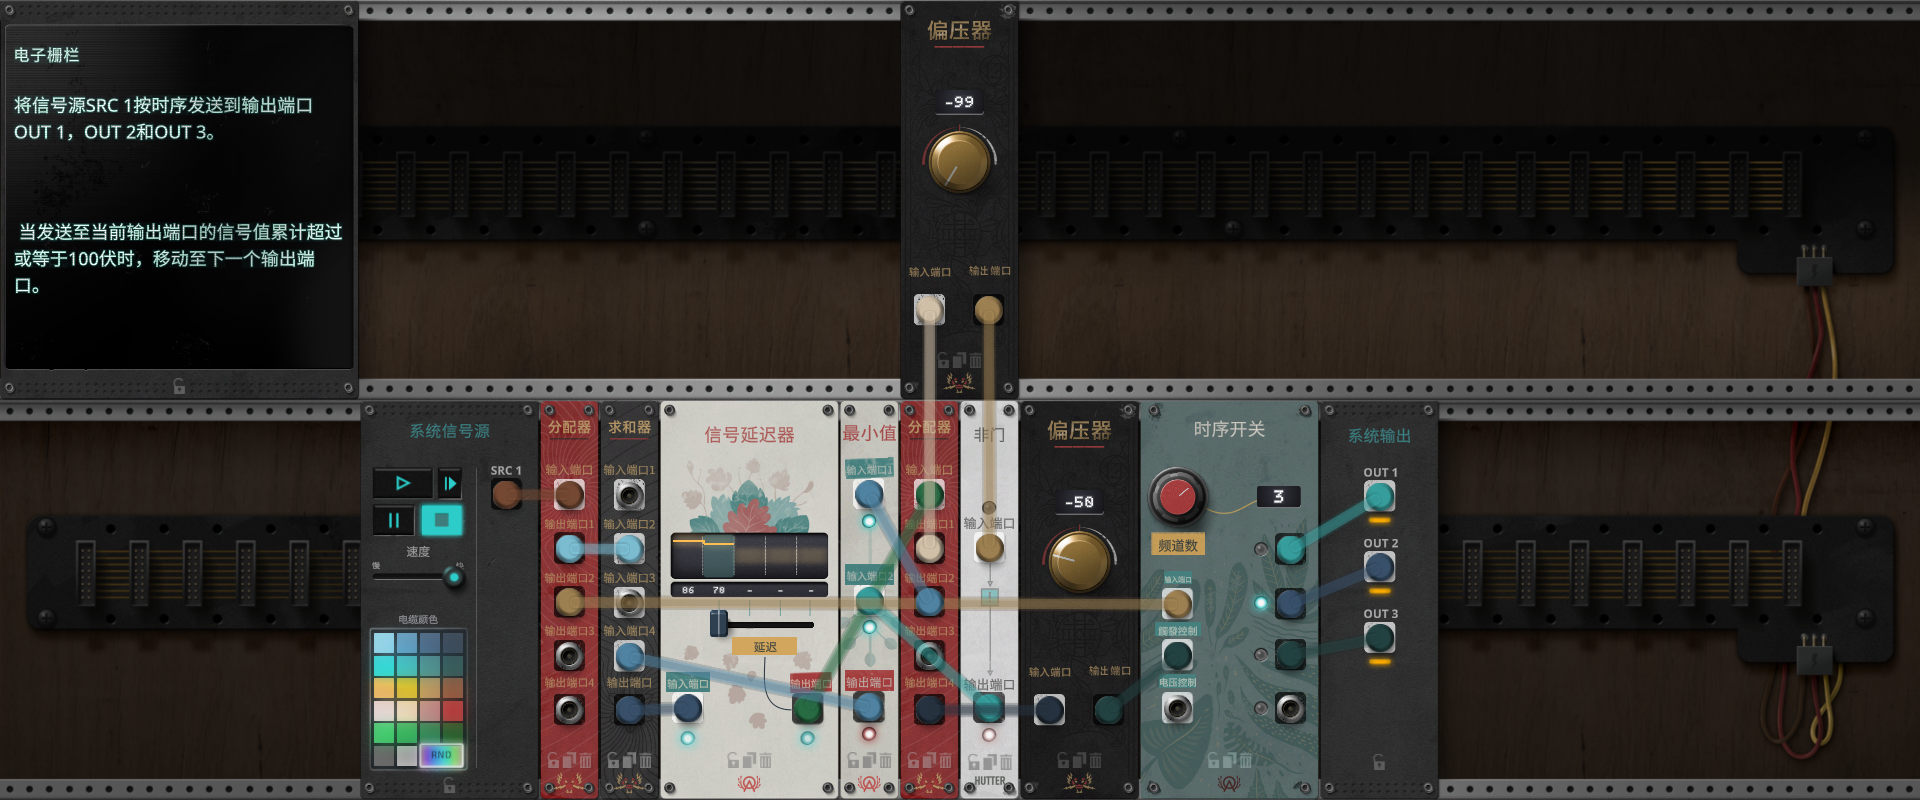 电子栅栏
将信号源SRC 1按时序发送到输出端口
OUT 1，OUT 2和OUT 3。
当发送至当前输出端口的信号值累计超过
或等于100伏时，移动至下一个输出端
口。
偏压器
-99
输入端口
输出端口
系统信号源
SRC 1
速度
慢
快
电缆颜色
RND
分配器
输入端口
输出端口1
输出端口2
输出端口3
输出端口4
求和器
输入端口1
输入端口2
输入端口3
输入端口4
输出端口
信号延迟器
86
70
-
-
-
延迟
输入端口
输出端口
最小值
输入端口1
输入端口2
输出端口
分配器
输入端口
输出端口1
输出端口2
输出端口3
输出端口4
非门
输入端口
!
输出端口
HUTTER
偏压器
-50
输入端口
输出端口
时序开关
3
频道数
输入端口
触發控制
电压控制
系统输出
OUT 1
OUT 2
OUT 3